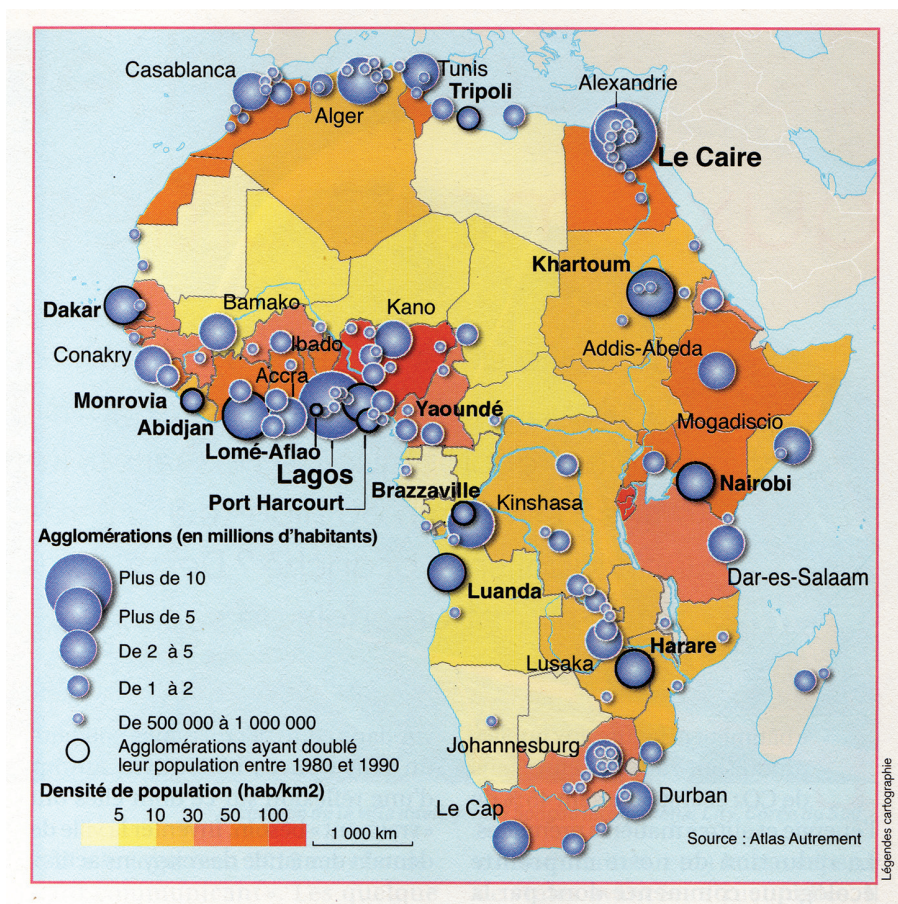 Casablanca
Tunis
Tripoli
Alexandrie
Alger
Le Caire
Khartoum
Dakar
Bamako
Kano
Conakry
Ibado
Addis-Abeda
Accra
Monrovia
Yaoundé
Mogadiscio
Abidjan
Lomé-Aflao
Lagos
Port Harcourt
Brazzaville
Kinshasa
Nairobi
Dar-es-Salaam
Luanda
Lusaka
Harare
Johannesburg
Le Cap
Durban
Agglomérations (en millions d'habitants)
Plus de 10
Plus de 5
De 2 à 5
De 1 à 2
De 500 000 à 1 000 000
Agglomérations ayant doublé
leur population entre 1980 et 1990
Densité de population (hab/km2)
5 10 30 50 100
1 000 km
Source : Atlas Autrement
Légendes cartographie